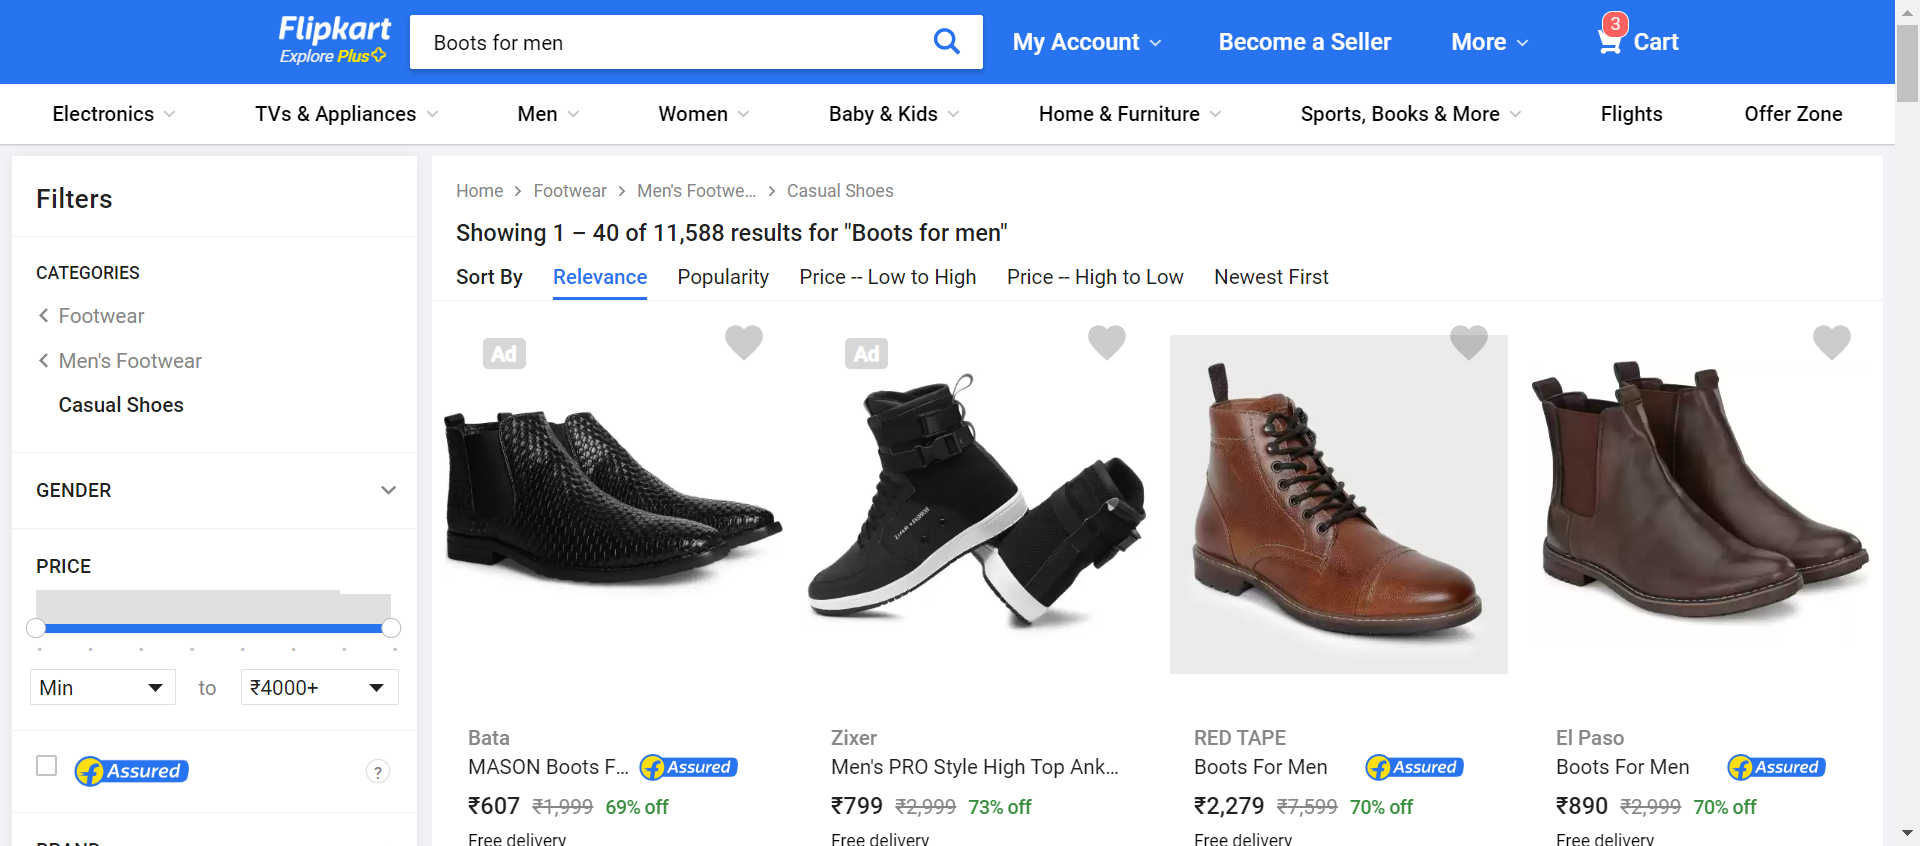 Flipkart
Explore Plus
Boots for men
My Account
Become a Seller
More
3
Cart
Electronics
TVs & Appliances
Men
Women
Baby & Kids
Home & Furniture
Sports, Books & More
Flights
Offer Zone
Filters
CATEGORIES
Footwear
Men's Footwear
Casual Shoes
GENDER
PRICE
Min to ₹4000+
Assured
?
BRAND
Home > Footwear > Men's Footwe... > Casual Shoes
Showing 1 – 40 of 11,588 results for "Boots for men"
Sort By Relevance Popularity Price -- Low to High Price -- High to Low Newest First
Ad
Bata
MASON Boots F... Assured
₹607 ₹1,999 69% off
Free delivery
Ad
Zixer
Men's PRO Style High Top Ank...
₹799 ₹2,999 73% off
Free delivery
RED TAPE
Boots For Men Assured
₹2,279 ₹7,599 70% off
Free delivery
El Paso
Boots For Men Assured
₹890 ₹2,999 70% off
Free delivery